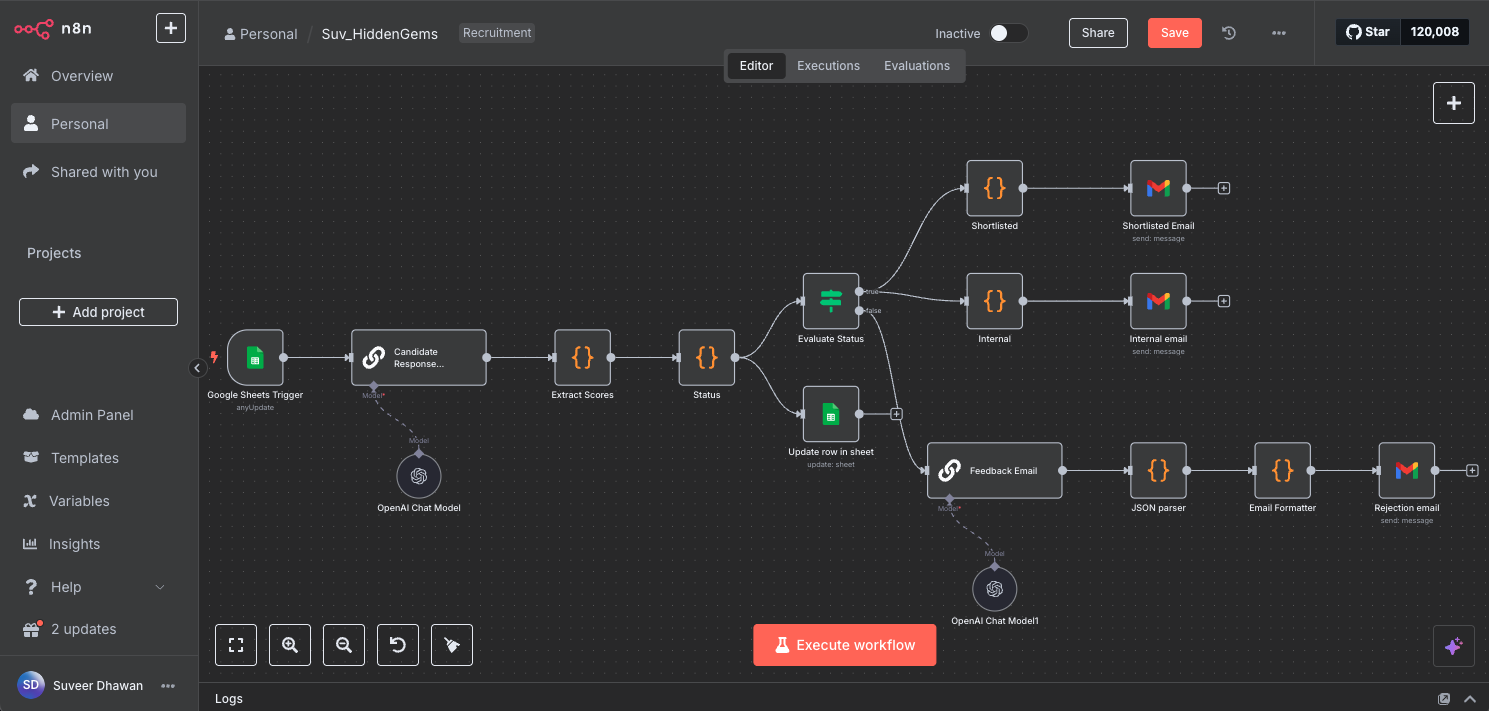 n8n
Overview
Personal
Shared with you
Projects
Add project
Admin Panel
Templates
Variables
Insights
Help
2 updates
SD
Suveer Dhawan
Personal / Suv_HiddenGems
Recruitment
Inactive
Share
Save
Star
120,008
Editor
Executions
Evaluations
Google Sheets Trigger
anyUpdate
Candidate
Response...
Model*
Model
OpenAI Chat Model
Extract Scores
Status
Evaluate Status
true
false
Update row in sheet
update: sheet
Shortlisted
Shortlisted Email
send: message
Internal
Internal email
send: message
Feedback Email
Model*
Model
OpenAI Chat Model1
JSON parser
Email Formatter
Rejection email
send: message
Execute workflow
Logs